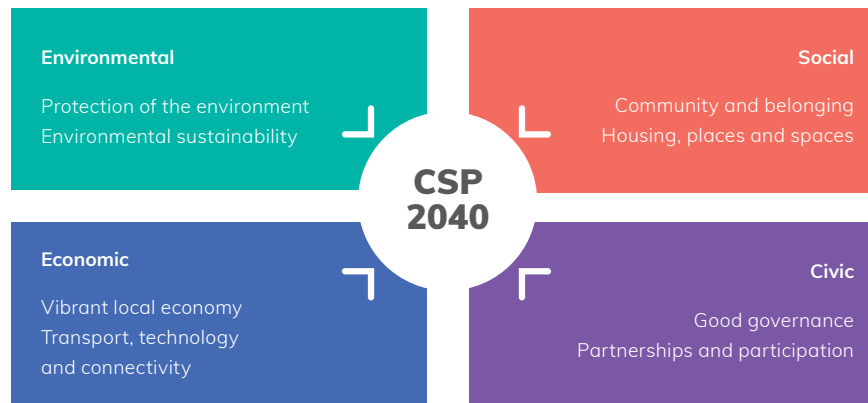 Environmental
Protection of the environment
Environmental sustainability
Social
Community and belonging
Housing, places and spaces
CSP
2040
Economic
Vibrant local economy
Transport, technology
and connectivity
Civic
Good governance
Partnerships and participation